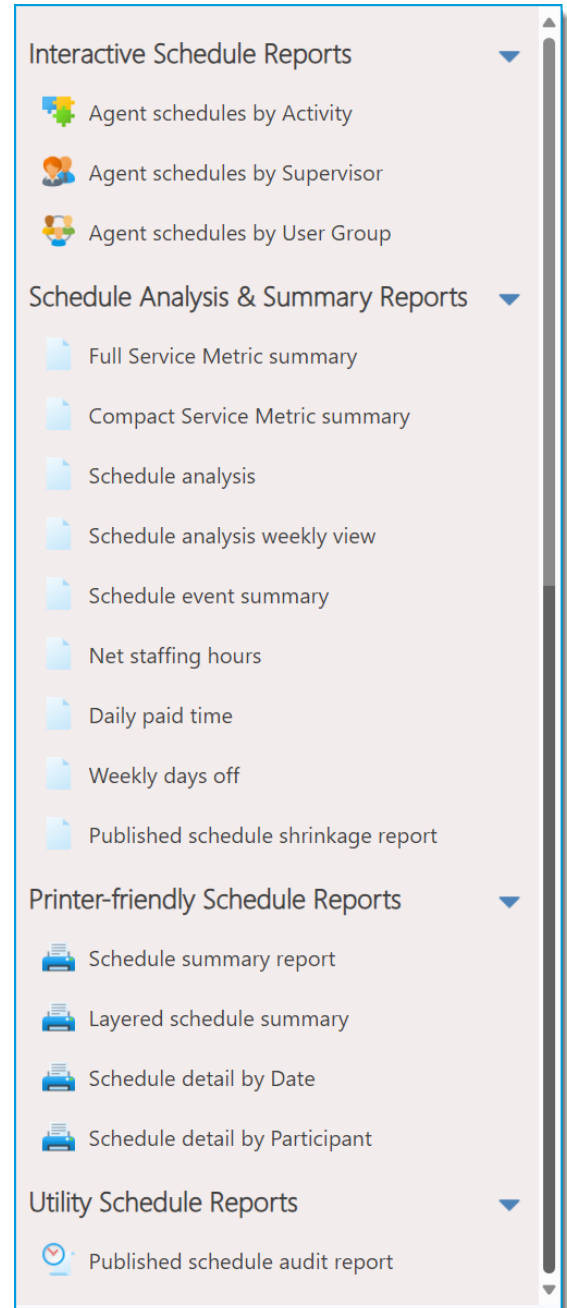 Interactive Schedule Reports
Agent schedules by Activity
Agent schedules by Supervisor
Agent schedules by User Group
Schedule Analysis & Summary Reports
Full Service Metric summary
Compact Service Metric summary
Schedule analysis
Schedule analysis weekly view
Schedule event summary
Net staffing hours
Daily paid time
Weekly days off
Published schedule shrinkage report
Printer-friendly Schedule Reports
Schedule summary report
Layered schedule summary
Schedule detail by Date
Schedule detail by Participant
Utility Schedule Reports
Published schedule audit report